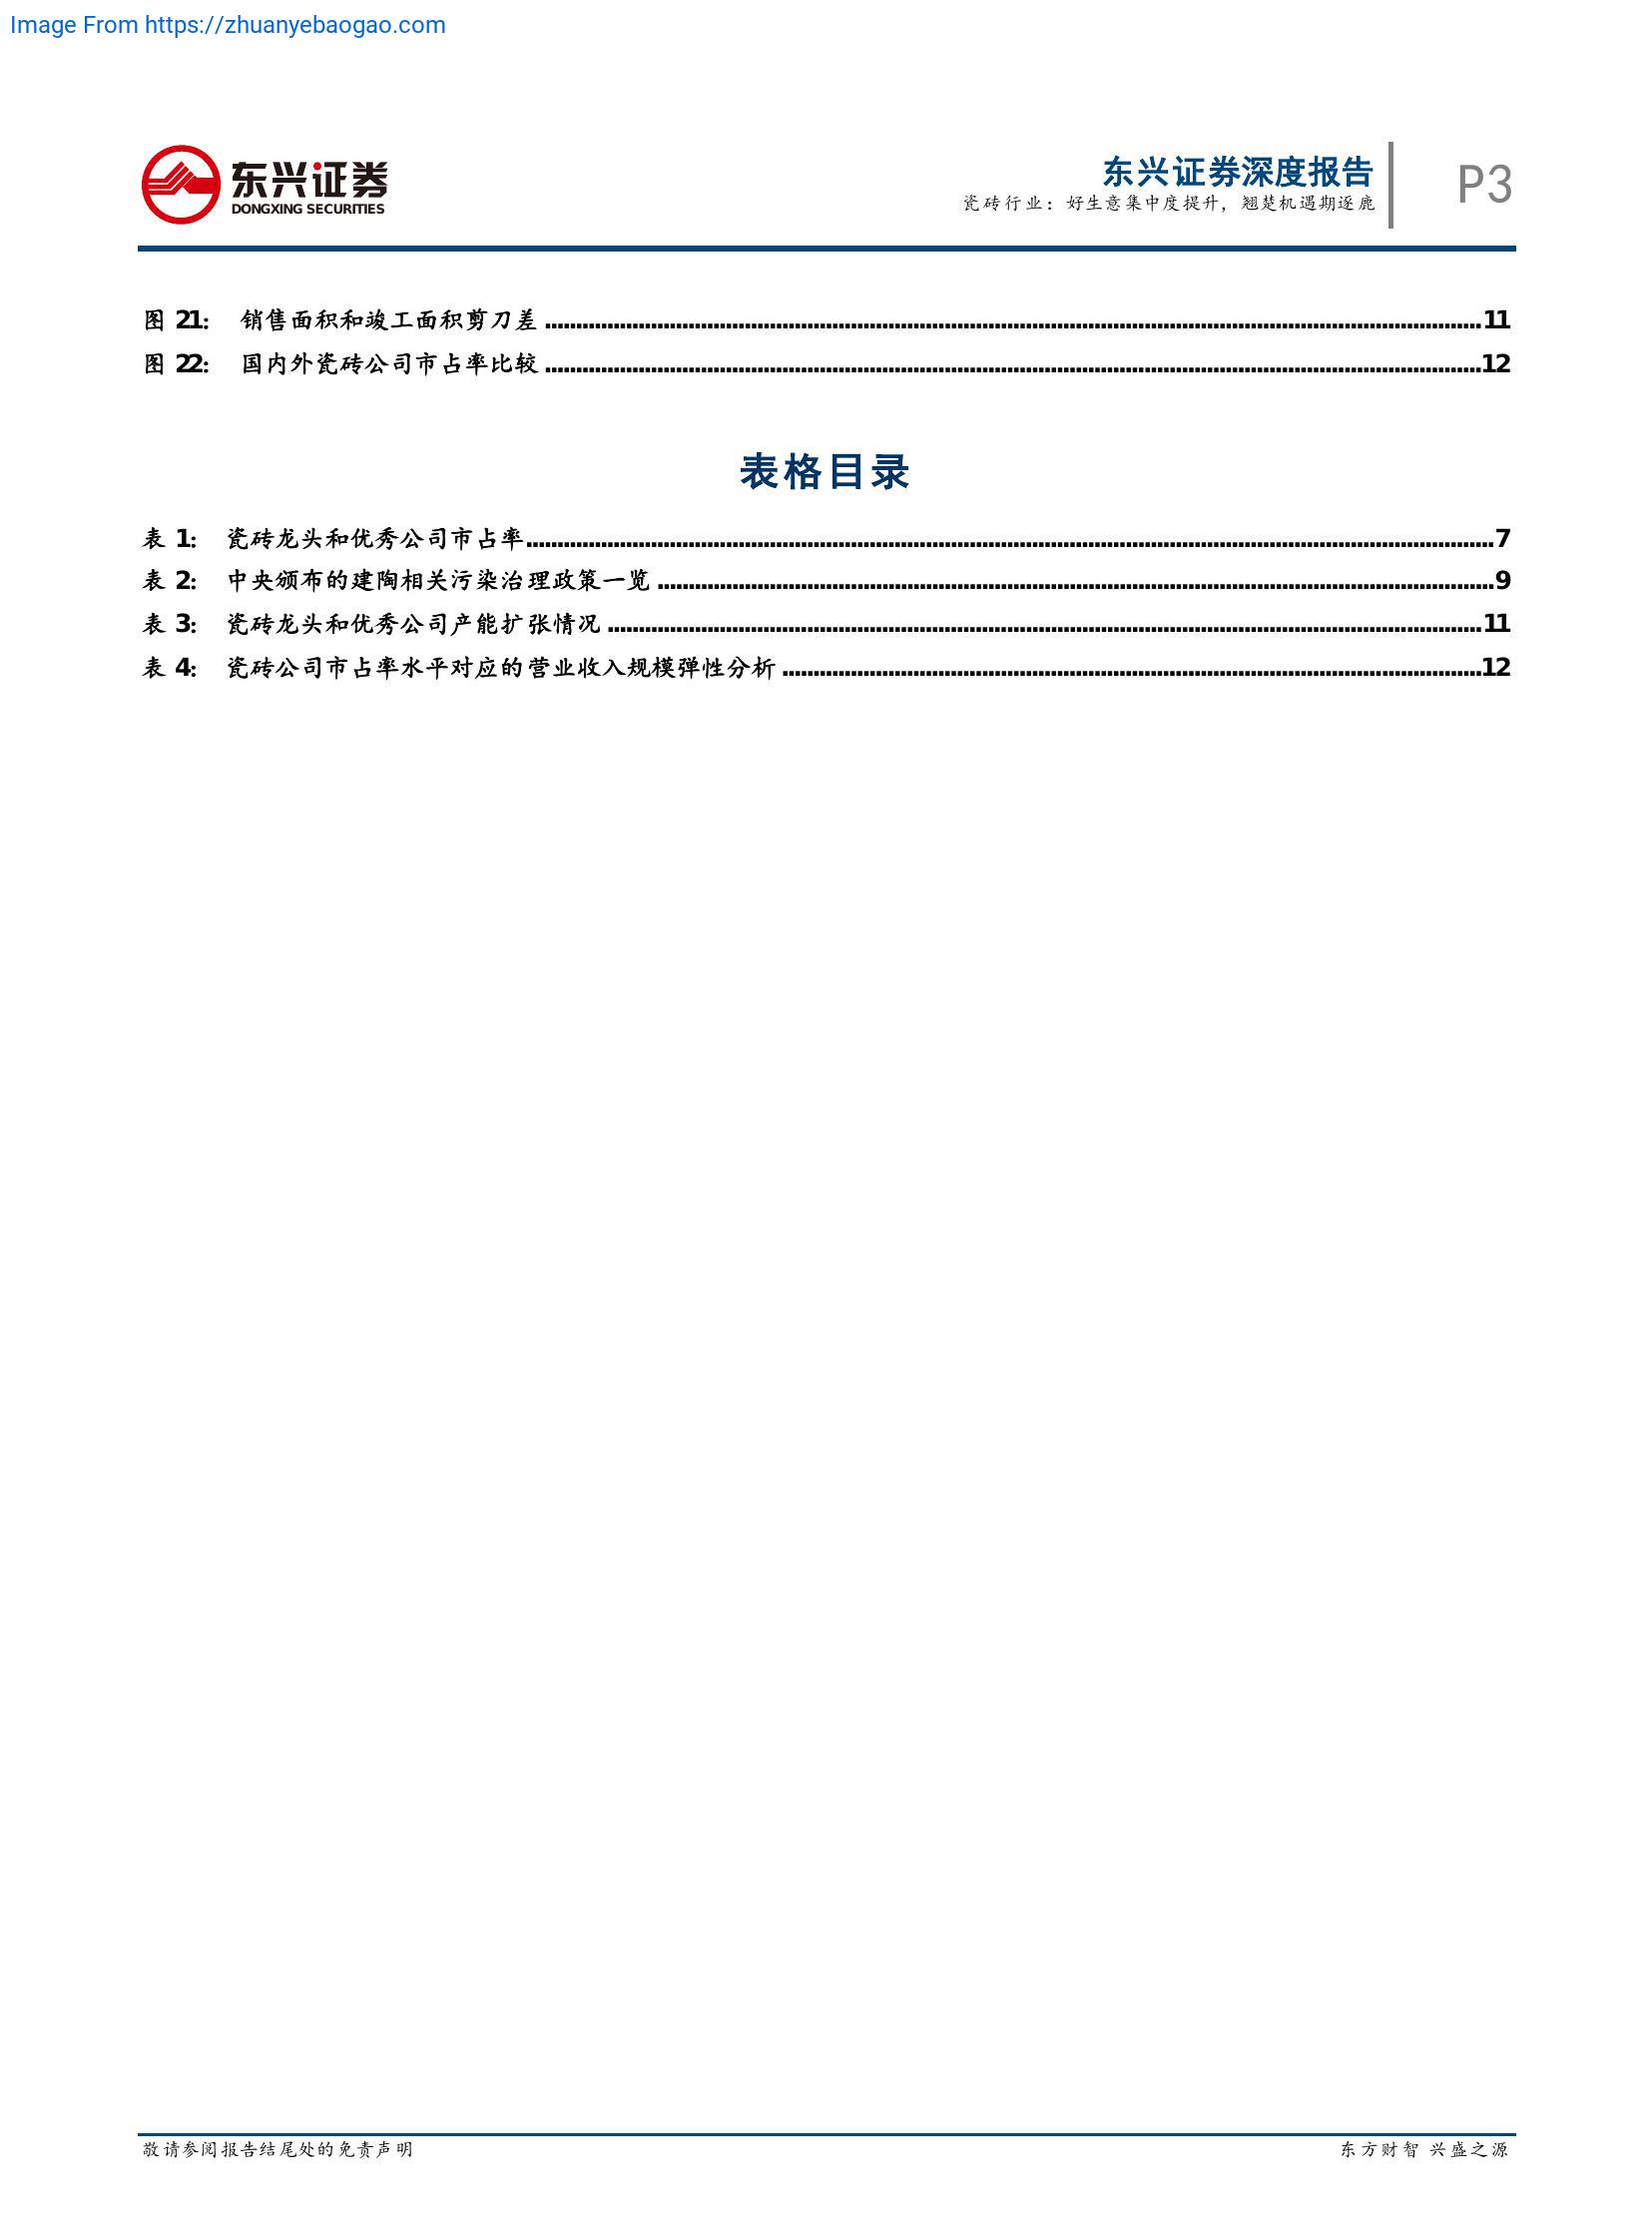 Image From https://zhuanyebaogao.com
东兴证券
DONGXING SECURITIES
东兴证券深度报告
瓷砖行业：好生意集中度提升，翘楚机遇期逐鹿
P3
图 21： 销售面积和竣工面积剪刀差 ........................................ 11
图 22： 国内外瓷砖公司市占率比较 ........................................ 12
表格目录
表 1： 瓷砖龙头和优秀公司市占率 ........................................ 7
表 2： 中央颁布的建陶相关污染治理政策一览 ........................................ 9
表 3： 瓷砖龙头和优秀公司产能扩张情况 ........................................ 11
表 4： 瓷砖公司市占率水平对应的营业收入规模弹性分析 ........................................ 12
敬请参阅报告结尾处的免责声明
东方财智 兴盛之源